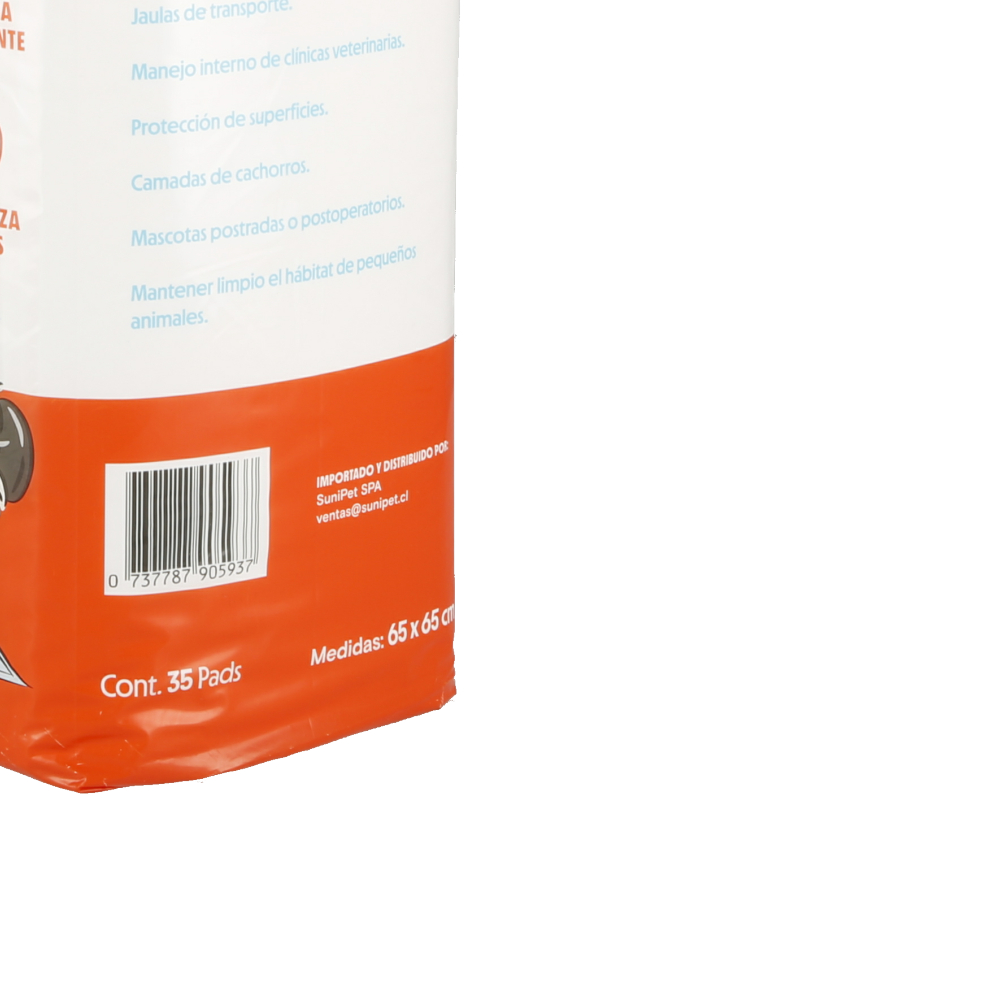 A
NTE
ZA
S
Jaulas de transporte.
Manejo interno de clínicas veterinarias.
Protección de superficies.
Camadas de cachorros.
Mascotas postradas o postoperatorios.
Mantener limpio el hábitat de pequeños
animales.
IMPORTADO Y DISTRIBUIDO POR:
SuniPet SPA
ventas@sunipet.cl
0 737787 905937
Medidas: 65 x 65 cm
Cont. 35 Pads